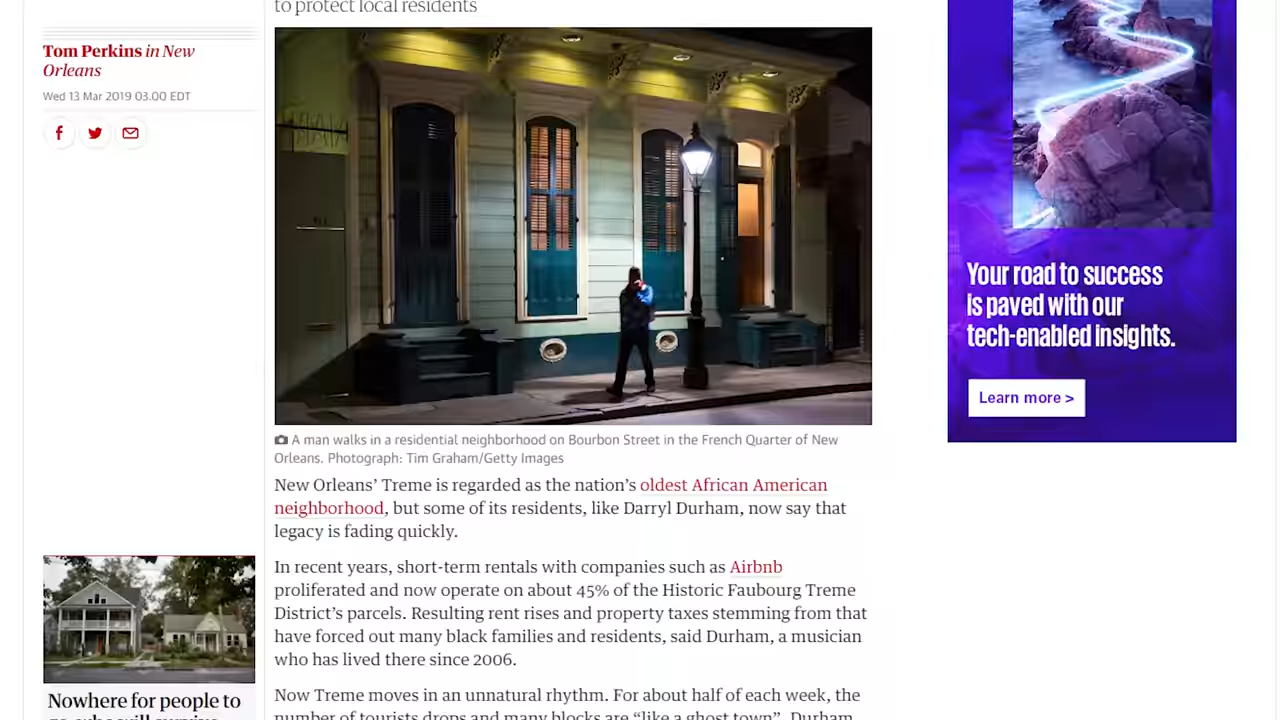 to protect local residents
Tom Perkins in New
Orleans
Wed 13 Mar 2019 03.00 EDT
A man walks in a residential neighborhood on Bourbon Street in the French Quarter of New
Orleans. Photograph: Tim Graham/Getty Images
New Orleans’ Treme is regarded as the nation’s oldest African American
neighborhood, but some of its residents, like Darryl Durham, now say that
legacy is fading quickly.
In recent years, short-term rentals with companies such as Airbnb
proliferated and now operate on about 45% of the Historic Faubourg Treme
District’s parcels. Resulting rent rises and property taxes stemming from that
have forced out many black families and residents, said Durham, a musician
who has lived there since 2006.
Now Treme moves in an unnatural rhythm. For about half of each week, the
number of tourists drops and many blocks are “like a ghost town”, Durham
Nowhere for people to
Your road to success
is paved with our
tech-enabled insights.
Learn more >